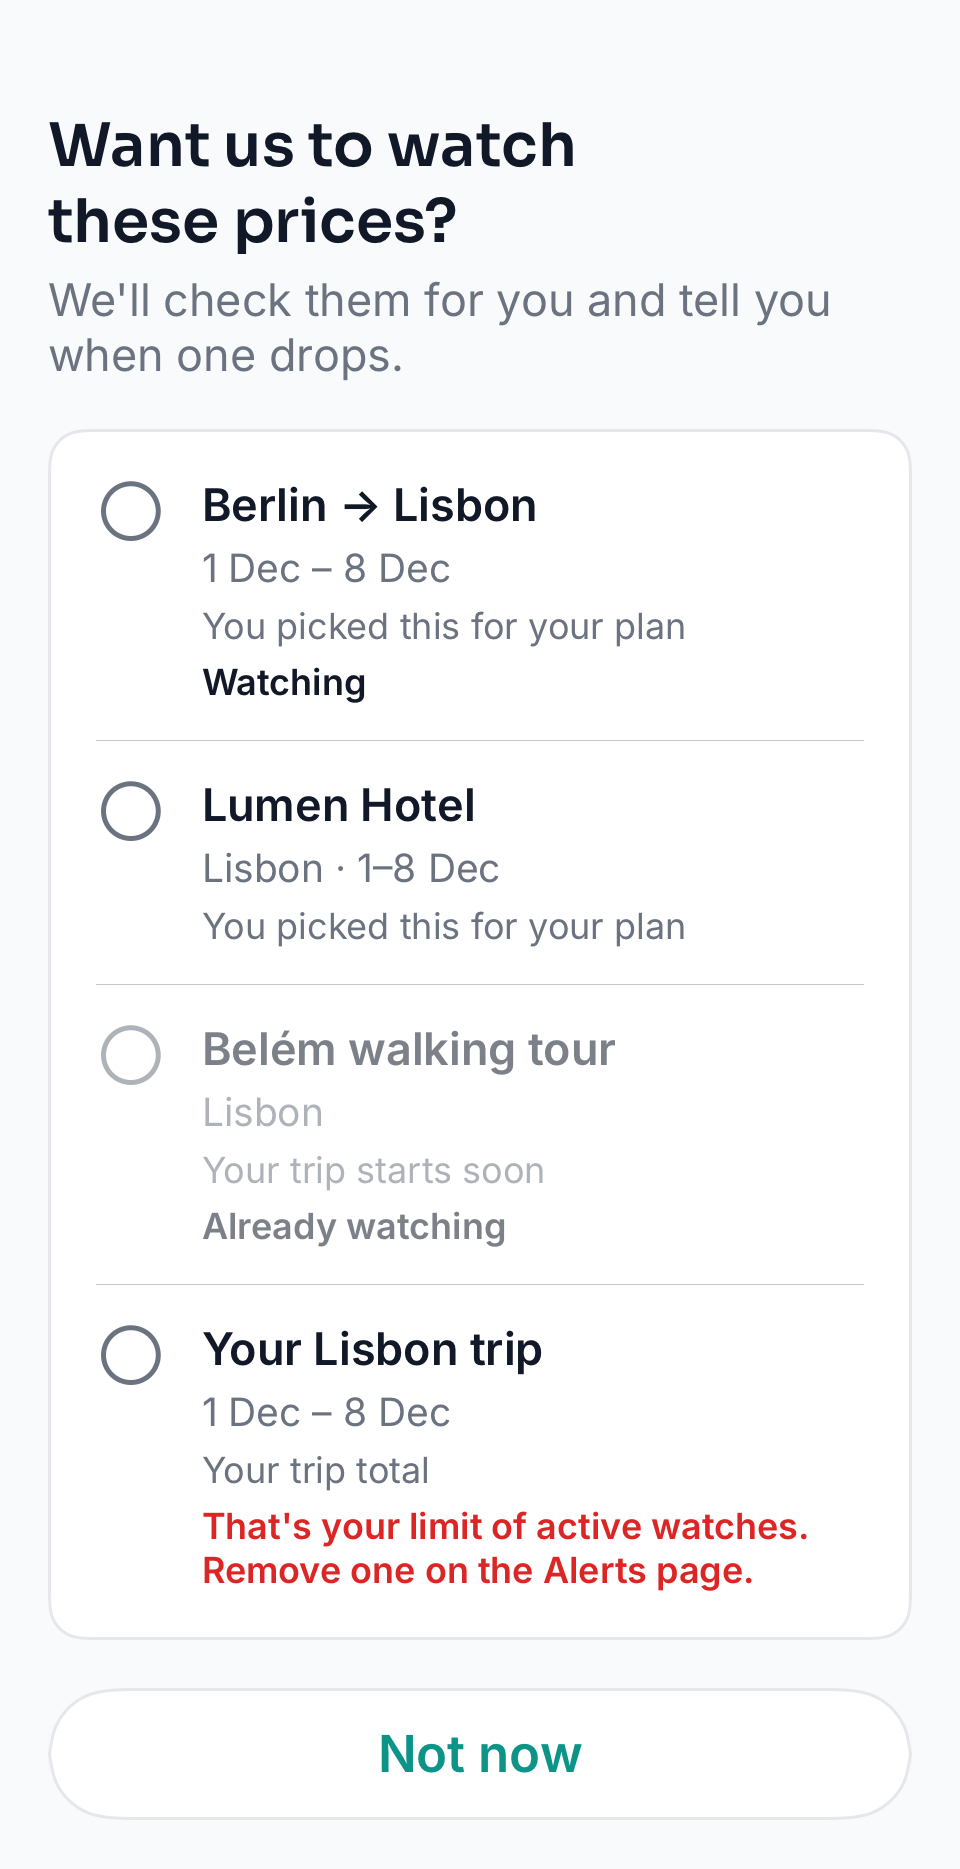 Want us to watch
these prices?
We'll check them for you and tell you
when one drops.
Berlin → Lisbon
1 Dec – 8 Dec
You picked this for your plan
Watching
Lumen Hotel
Lisbon · 1–8 Dec
You picked this for your plan
Belém walking tour
Lisbon
Your trip starts soon
Already watching
Your Lisbon trip
1 Dec – 8 Dec
Your trip total
That's your limit of active watches.
Remove one on the Alerts page.
Not now